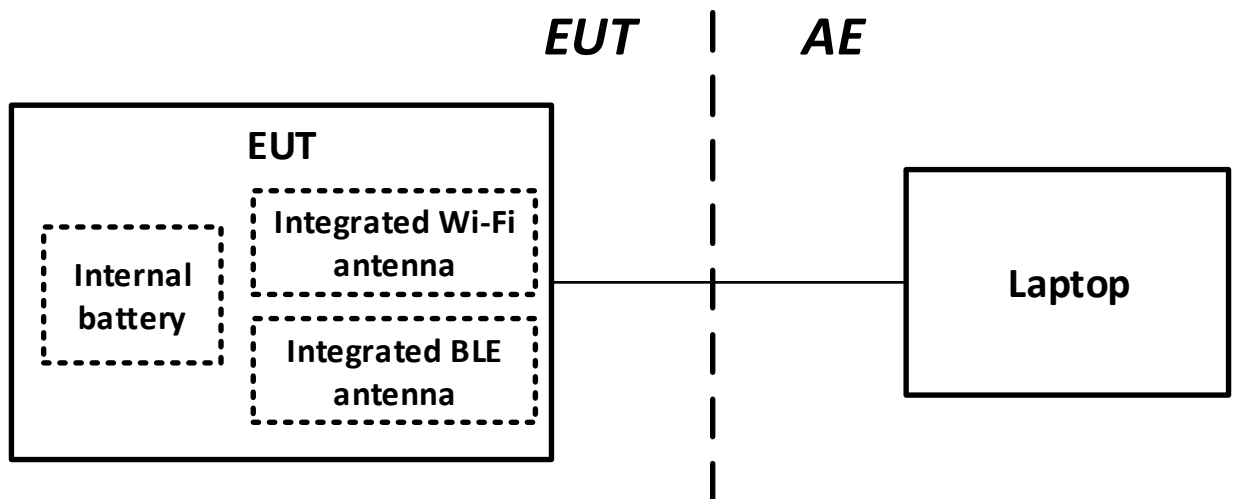 EUT
AE
EUT
Integrated Wi-Fi
antenna
Internal
battery
Integrated BLE
antenna
Laptop